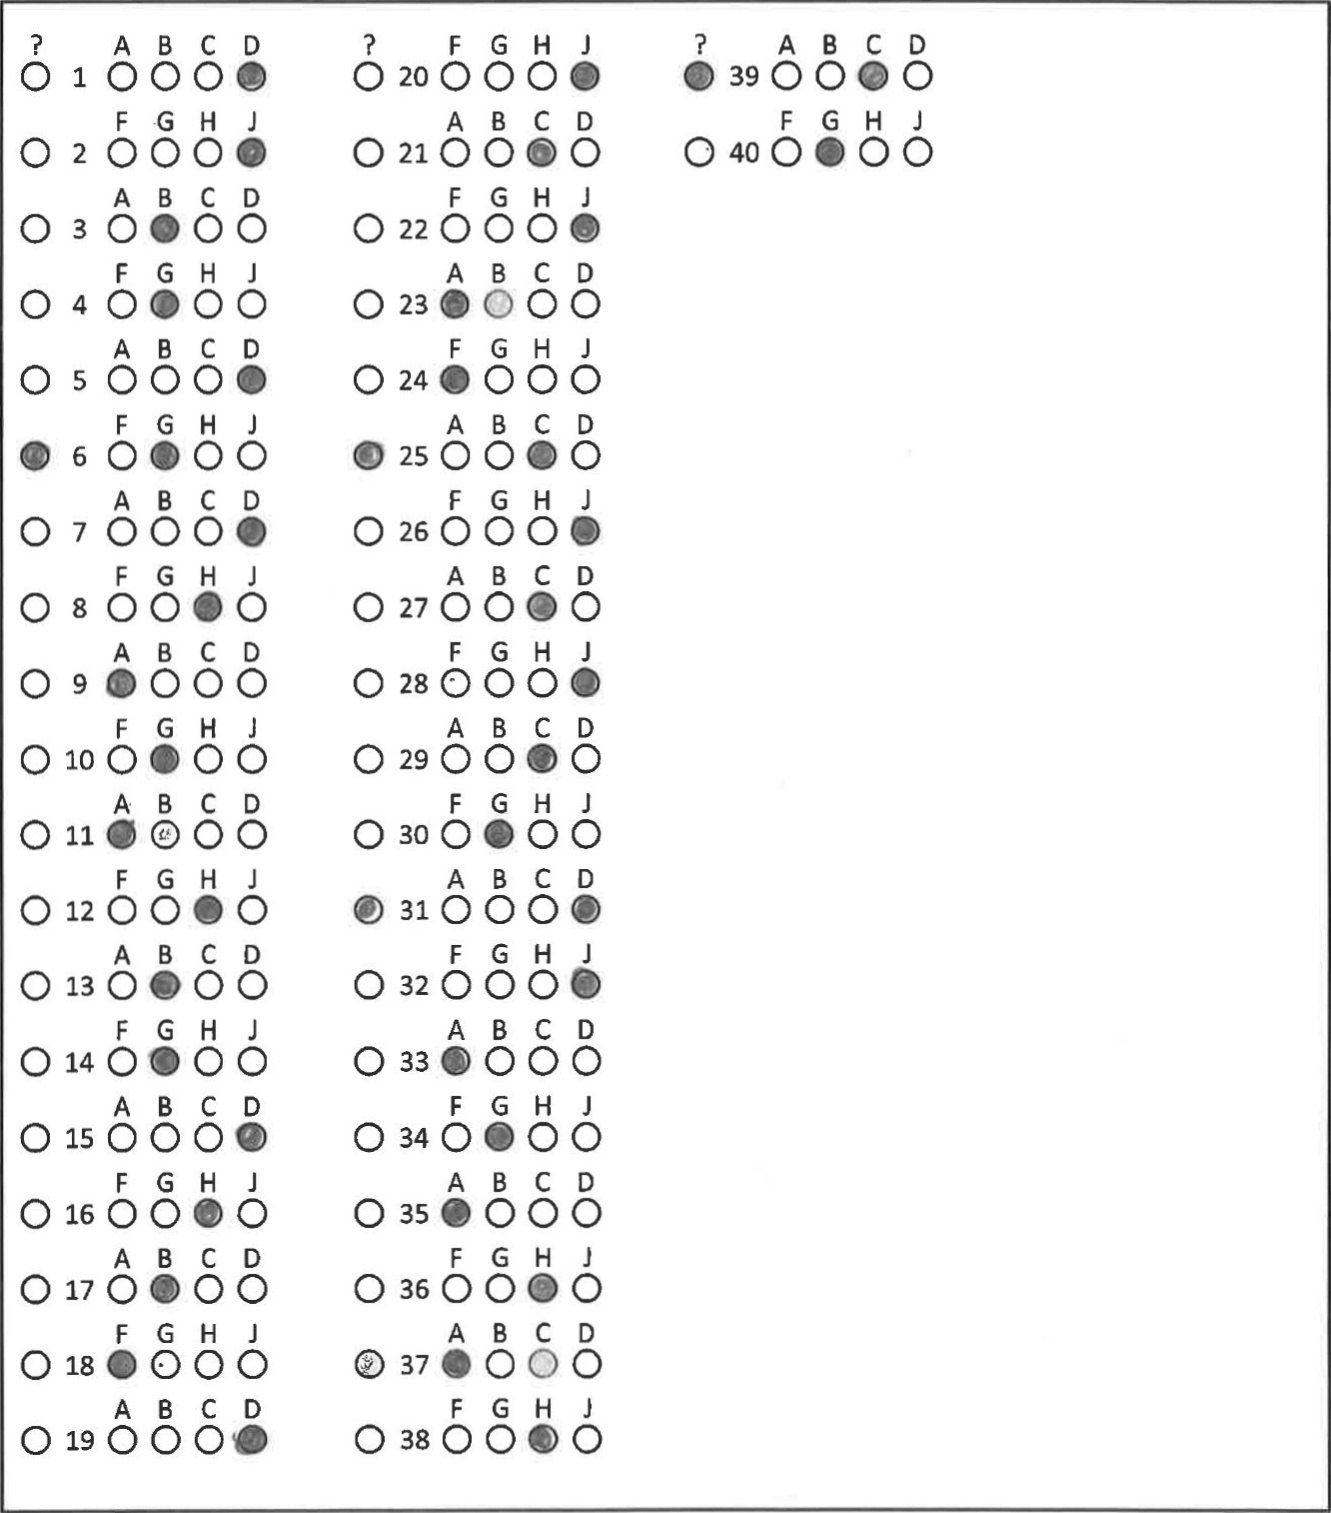 ? A B C D
1
F G H J
2
A B C D
3
F G H J
4
A B C D
5
F G H J
6
A B C D
7
F G H J
8
A B C D
9
F G H J
10
A B C D
11
F G H J
12
A B C D
13
F G H J
14
A B C D
15
F G H J
16
A B C D
17
F G H J
18
A B C D
19
? F G H J
20
A B C D
21
F G H J
22
A B C D
23
F G H J
24
A B C D
25
F G H J
26
A B C D
27
F G H J
28
A B C D
29
F G H J
30
A B C D
31
F G H J
32
A B C D
33
F G H J
34
A B C D
35
F G H J
36
A B C D
37
F G H J
38
? A B C D
39
F G H J
40